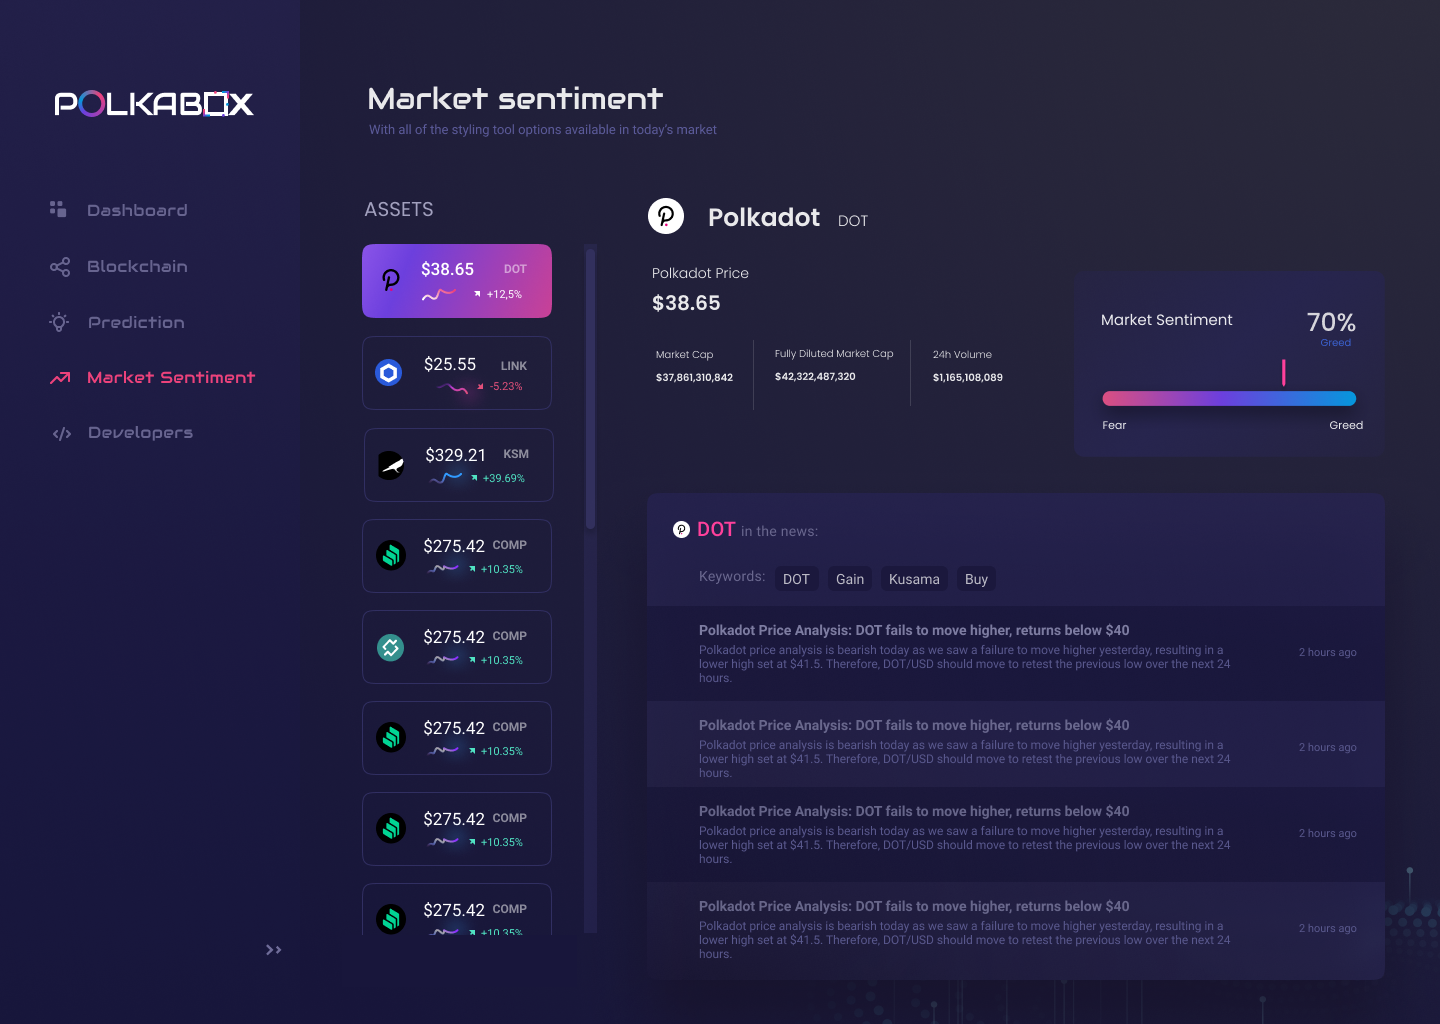 POLKABOX
Dashboard
Blockchain
Prediction
Market Sentiment
Developers
Market sentiment
With all of the styling tool options available in today's market
ASSETS
$38.65 DOT
+12,5%
$25.55 LINK
-5.23%
$329.21 KSM
+39.69%
$275.42 COMP
+10.35%
$275.42 COMP
+10.35%
$275.42 COMP
+10.35%
$275.42 COMP
+10.35%
$275.42 COMP
+10.35%
Polkadot DOT
Polkadot Price
$38.65
Market Cap
$37,861,310,842
Fully Diluted Market Cap
$42,322,487,320
24h Volume
$1,165,108,089
Market Sentiment 70%
Greed
Fear Greed
DOT in the news:
Keywords: DOT Gain Kusama Buy
Polkadot Price Analysis: DOT fails to move higher, returns below $40
Polkadot price analysis is bearish today as we saw a failure to move higher yesterday, resulting in a
lower high set at $41.5. Therefore, DOT/USD should move to retest the previous low over the next 24
hours.
2 hours ago
Polkadot Price Analysis: DOT fails to move higher, returns below $40
Polkadot price analysis is bearish today as we saw a failure to move higher yesterday, resulting in a
lower high set at $41.5. Therefore, DOT/USD should move to retest the previous low over the next 24
hours.
2 hours ago
Polkadot Price Analysis: DOT fails to move higher, returns below $40
Polkadot price analysis is bearish today as we saw a failure to move higher yesterday, resulting in a
lower high set at $41.5. Therefore, DOT/USD should move to retest the previous low over the next 24
hours.
2 hours ago
Polkadot Price Analysis: DOT fails to move higher, returns below $40
Polkadot price analysis is bearish today as we saw a failure to move higher yesterday, resulting in a
lower high set at $41.5. Therefore, DOT/USD should move to retest the previous low over the next 24
hours.
2 hours ago